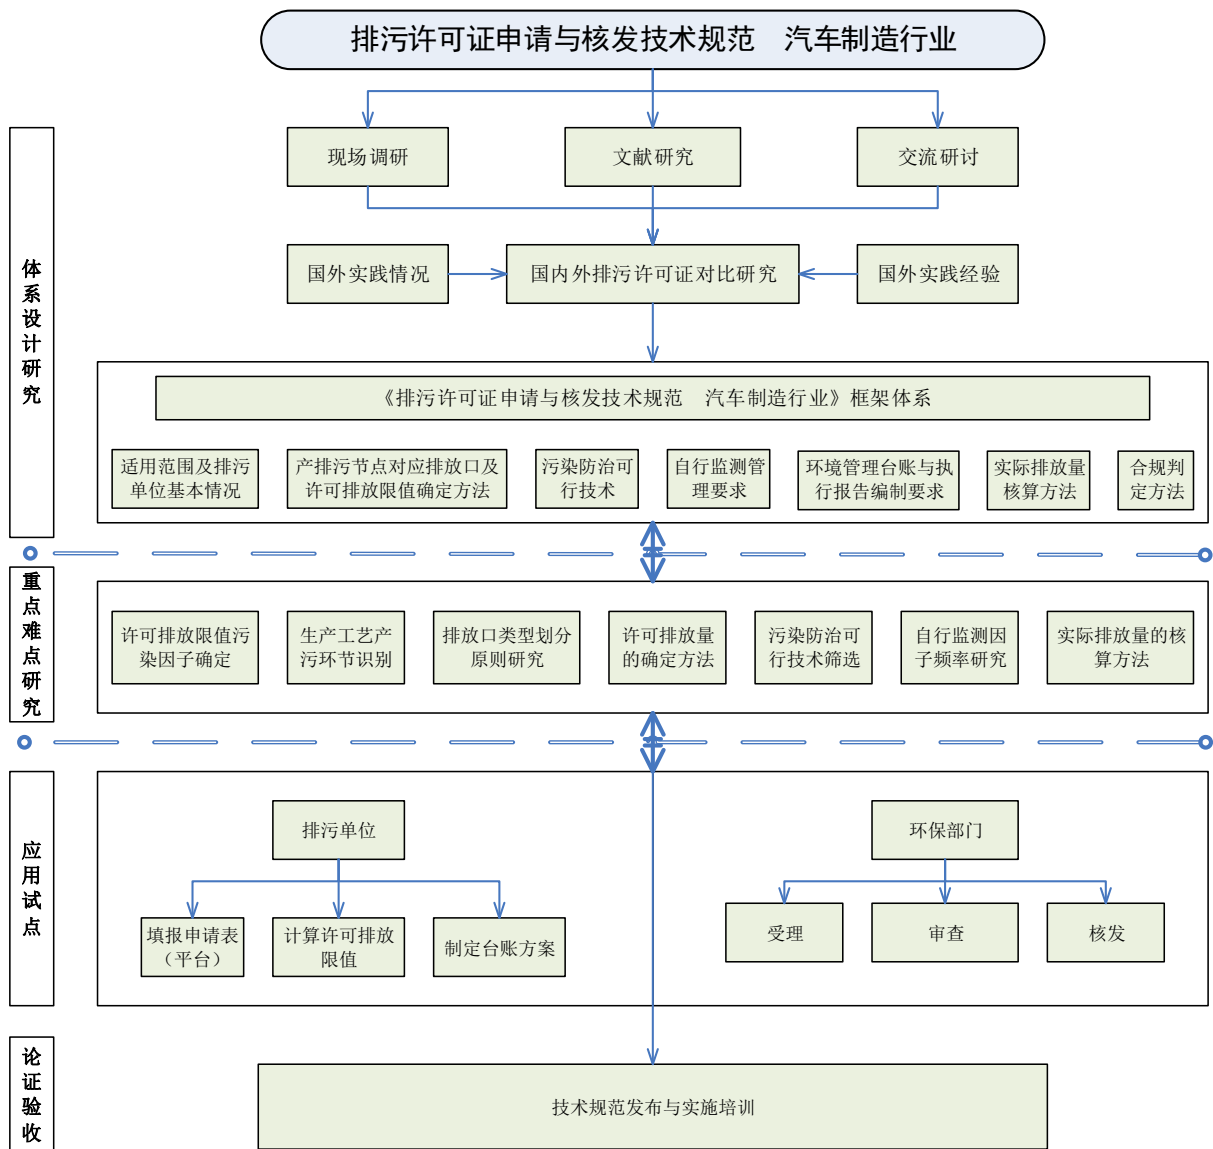 排污许可证申请与核发技术规范　汽车制造行业
体系设计研究
现场调研
文献研究
交流研讨
国外实践情况
国内外排污许可证对比研究
国外实践经验
《排污许可证申请与核发技术规范　汽车制造行业》框架体系
适用范围及排污
单位基本情况
产排污节点对应排放口及
许可排放限值确定方法
污染防治可
行技术
自行监测管
理要求
环境管理台账与执
行报告编制要求
实际排放量
核算方法
合规判
定方法
重点难点研究
许可排放限值污
染因子确定
生产工艺产
污环节识别
排放口类型划分
原则研究
许可排放量
的确定方法
污染防治可
行技术筛选
自行监测因
子频率研究
实际排放量的核
算方法
应用试点
排污单位
环保部门
填报申请表
（平台）
计算许可排放
限值
制定台账方案
受理
审查
核发
论证验收
技术规范发布与实施培训